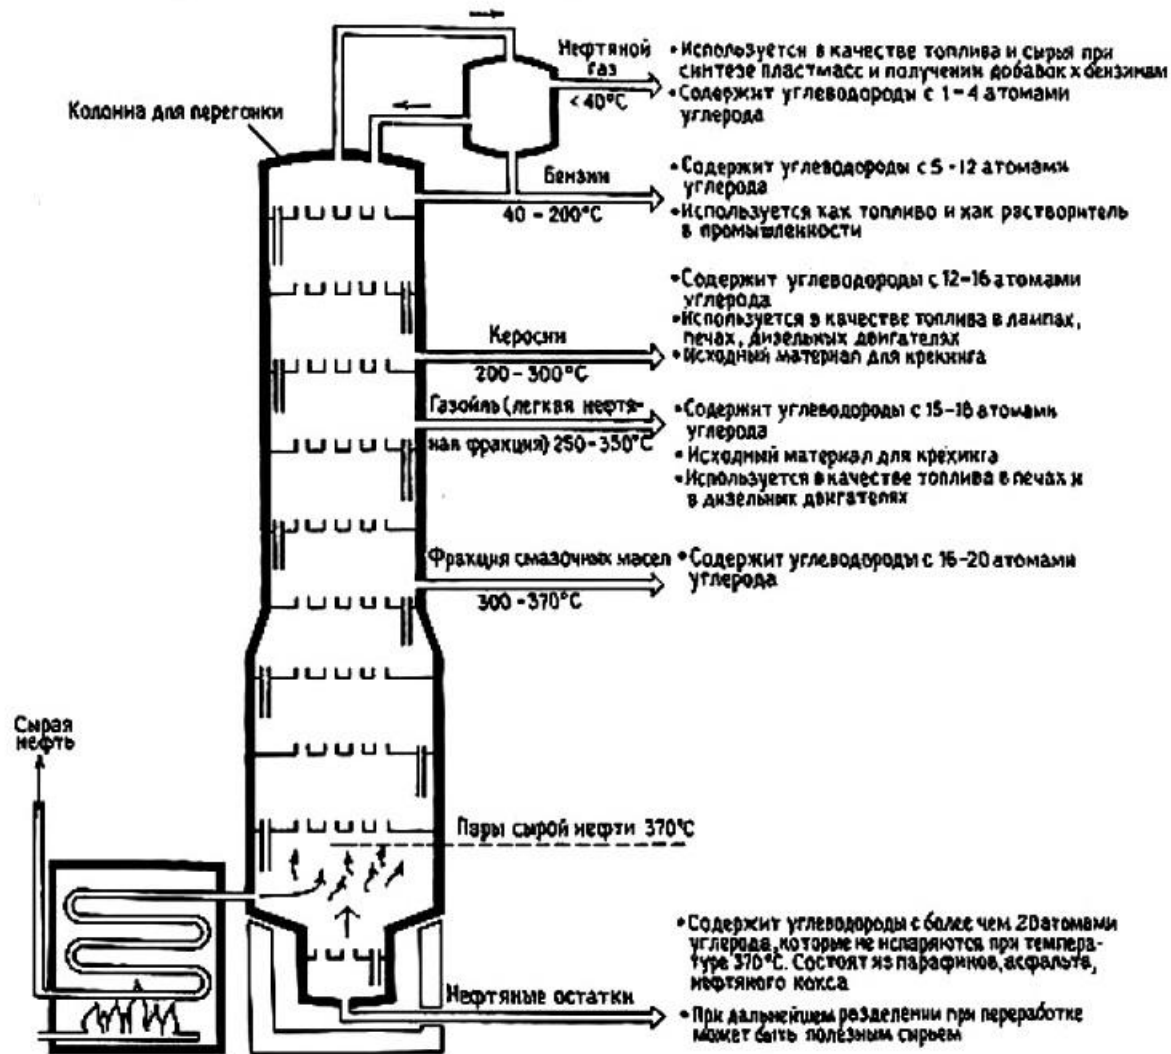 Нефтяной
газ
< 40°C
• Используется в качестве топлива и сырья при
синтезе пластмасс и получении добавок к бензинам
• Содержит углеводороды с 1-4 атомами
углерода
Колонна для перегонки
Бензин
40 - 200°C
• Содержит углеводороды с 5 - 12 атомами
углерода
• Используется как топливо и как растворитель
в промышленности
• Содержит углеводороды с 12-16 атомами
углерода
• Используется в качестве топлива в лампах,
печах, дизельных двигателях
• Исходный материал для крекинга
Керосин
200 - 300°C
Газойль (легкая нефтя-
ная фракция) 250-350°C
• Содержит углеводороды с 15-18 атомами
углерода
• Исходный материал для крекинга
• Используется в качестве топлива в печах и
в дизельных двигателях
Фракция смазочных масел
300 - 370°C
• Содержит углеводороды с 16-20 атомами
углерода
Сырая
нефть
Пары сырой нефти 370°C
• Содержит углеводороды с более чем 20 атомами
углерода, которые не испаряются при темпера-
туре 370°C. Состоят из парафинов, асфальта,
нефтяного кокса
Нефтяные остатки
• При дальнейшем разделении при переработке
может быть полезным сырьем